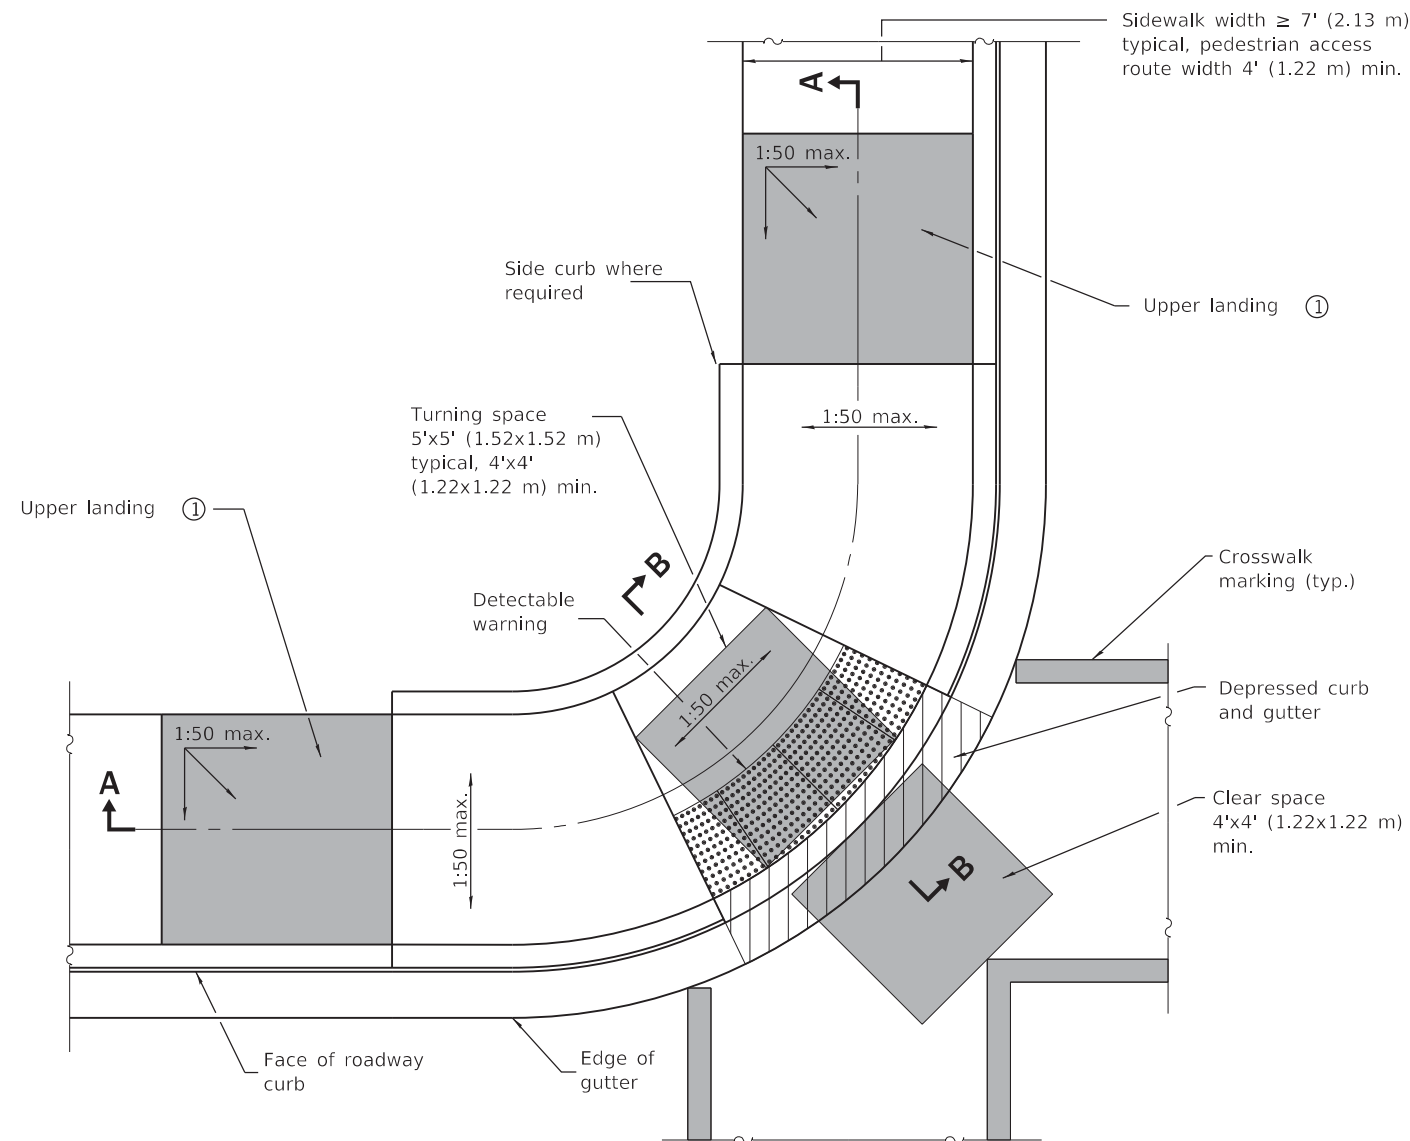 Sidewalk width ≥ 7' (2.13 m)
typical, pedestrian access
route width 4' (1.22 m) min.
A
1:50 max.
Side curb where
required
Upper landing ①
1:50 max.
Turning space
5'x5' (1.52x1.52 m)
typical, 4'x4'
(1.22x1.22 m) min.
Upper landing ①
B
Crosswalk
marking (typ.)
Detectable
warning
1:50 max.
Depressed curb
and gutter
1:50 max.
A
1:50 max.
Clear space
4'x4' (1.22x1.22 m)
min.
B
Face of roadway
curb
Edge of
gutter